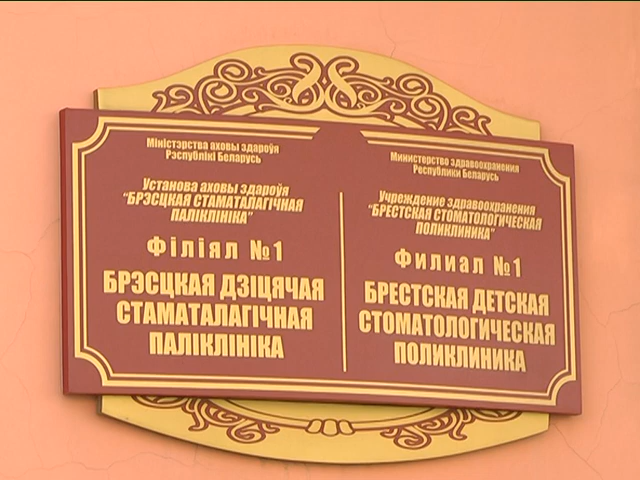 Міністэрства аховы здароўя
Рэспублікі Беларусь
Установа аховы здароўя
"БРЭСЦКАЯ СТАМАТАЛАГІЧНАЯ
ПАЛІКЛІНІКА"
Філіял №1
БРЭСЦКАЯ ДЗІЦЯЧАЯ
СТАМАТАЛАГІЧНАЯ
ПАЛІКЛІНІКА
Министерство здравоохранения
Республики Беларусь
Учреждение здравоохранения
"БРЕСТСКАЯ СТОМАТОЛОГИЧЕСКАЯ
ПОЛИКЛИНИКА"
Филиал №1
БРЕСТСКАЯ ДЕТСКАЯ
СТОМАТОЛОГИЧЕСКАЯ
ПОЛИКЛИНИКА